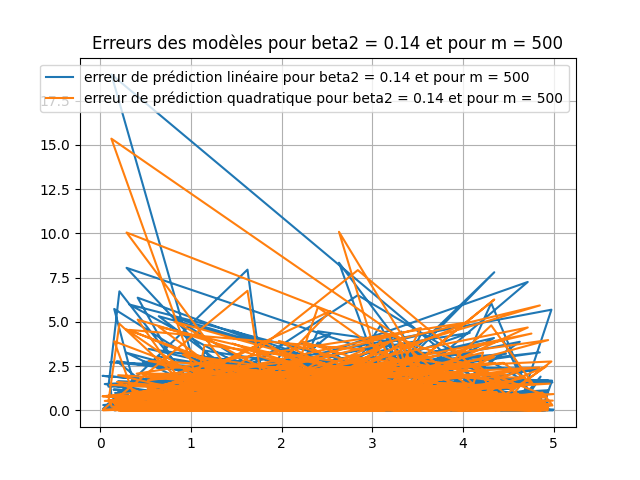 Erreurs des modèles pour beta2 = 0.14 et pour m = 500
erreur de prédiction linéaire pour beta2 = 0.14 et pour m = 500
erreur de prédiction quadratique pour beta2 = 0.14 et pour m = 500
17.5
15.0
12.5
10.0
7.5
5.0
2.5
0.0
0 1 2 3 4 5